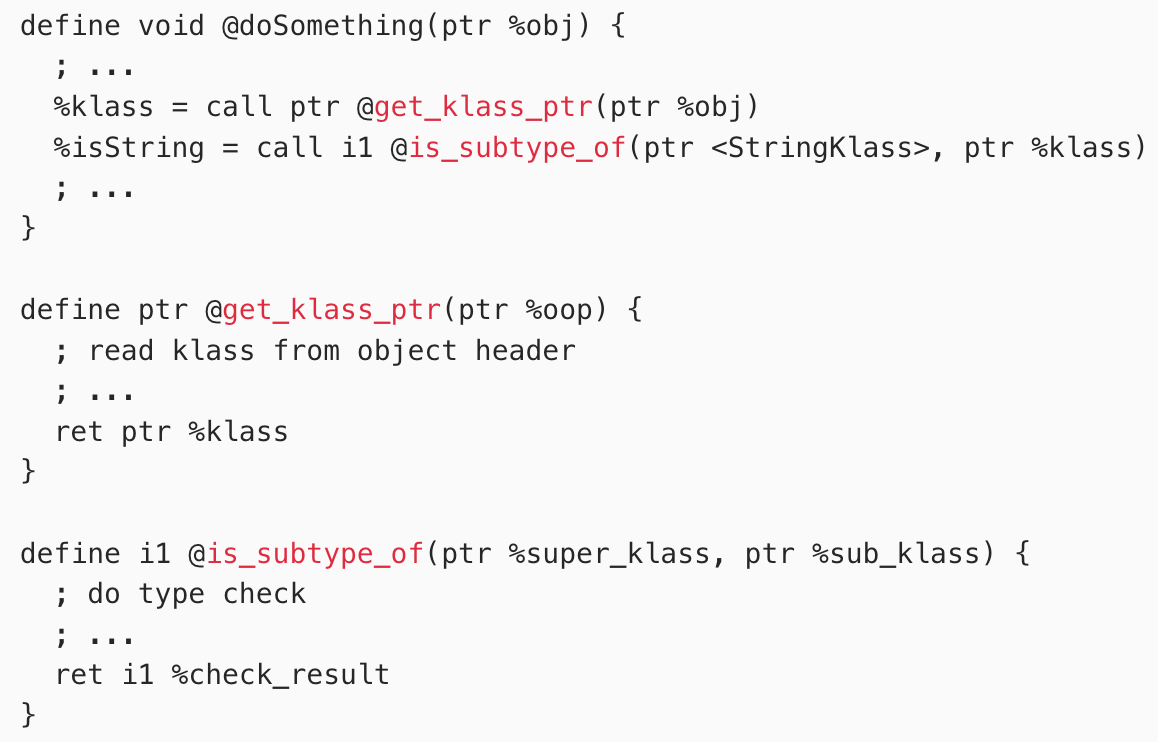 define void @doSomething(ptr %obj) {
  ; ...
  %klass = call ptr @get_klass_ptr(ptr %obj)
  %isString = call i1 @is_subtype_of(ptr <StringKlass>, ptr %klass)
  ; ...
}

define ptr @get_klass_ptr(ptr %oop) {
  ; read klass from object header
  ; ...
  ret ptr %klass
}

define i1 @is_subtype_of(ptr %super_klass, ptr %sub_klass) {
  ; do type check
  ; ...
  ret i1 %check_result
}